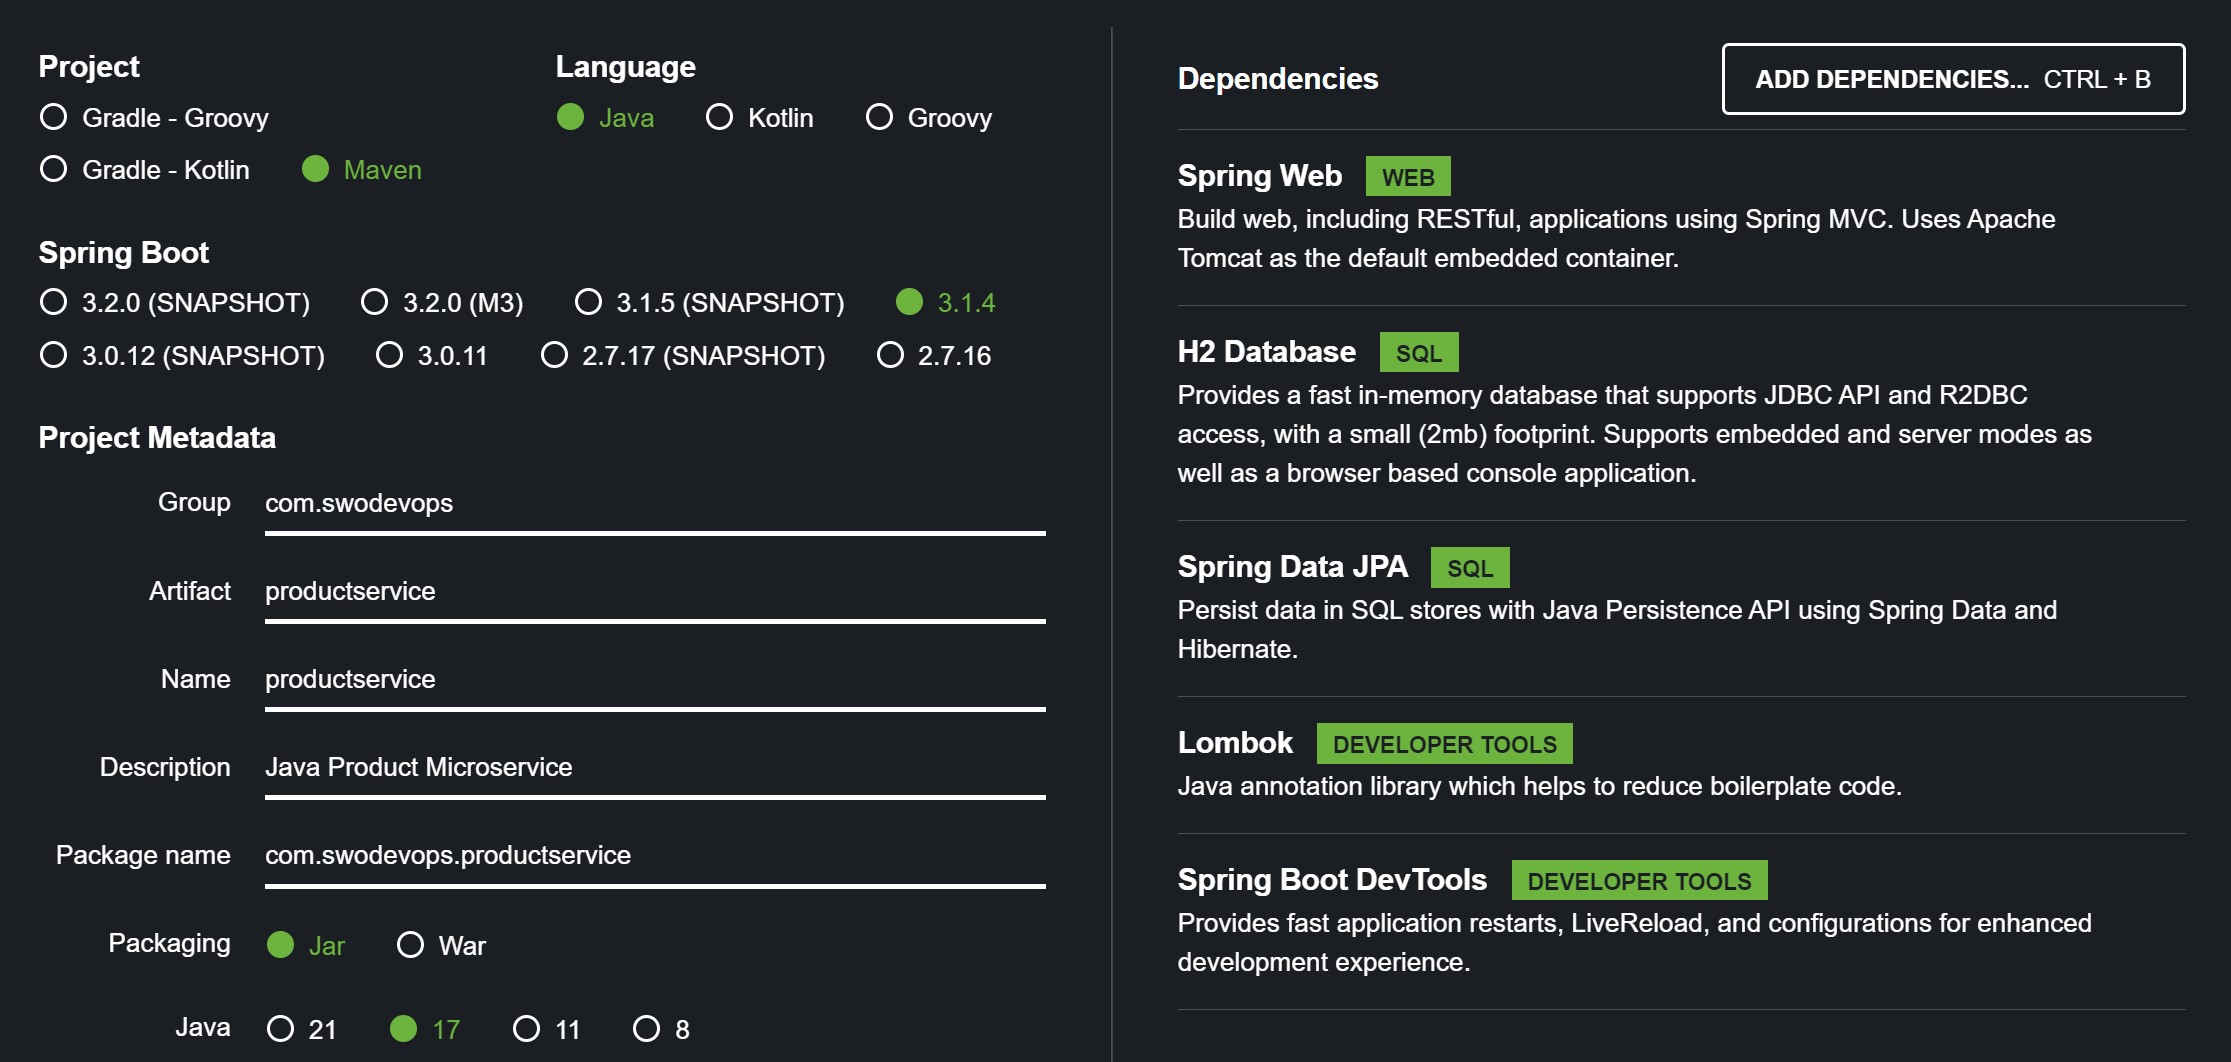 Project
Gradle - Groovy
Gradle - Kotlin Maven
Language
Java Kotlin Groovy
Spring Boot
3.2.0 (SNAPSHOT) 3.2.0 (M3) 3.1.5 (SNAPSHOT) 3.1.4
3.0.12 (SNAPSHOT) 3.0.11 2.7.17 (SNAPSHOT) 2.7.16
Project Metadata
Group com.swodevops
Artifact productservice
Name productservice
Description Java Product Microservice
Package name com.swodevops.productservice
Packaging Jar War
Java 21 17 11 8
Dependencies ADD DEPENDENCIES... CTRL + B
Spring Web WEB
Build web, including RESTful, applications using Spring MVC. Uses Apache
Tomcat as the default embedded container.
H2 Database SQL
Provides a fast in-memory database that supports JDBC API and R2DBC
access, with a small (2mb) footprint. Supports embedded and server modes as
well as a browser based console application.
Spring Data JPA SQL
Persist data in SQL stores with Java Persistence API using Spring Data and
Hibernate.
Lombok DEVELOPER TOOLS
Java annotation library which helps to reduce boilerplate code.
Spring Boot DevTools DEVELOPER TOOLS
Provides fast application restarts, LiveReload, and configurations for enhanced
development experience.